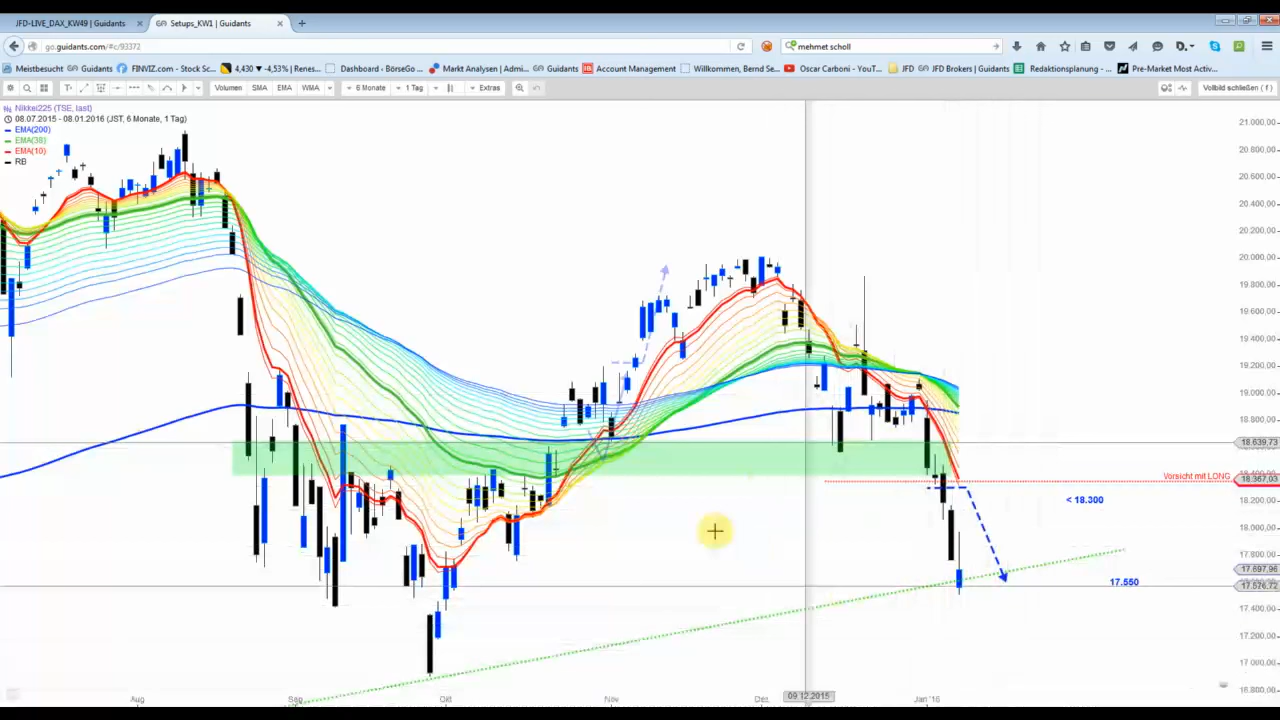 JFD-LIVE_DAX_KW49 | Guidants
Setups_KW1 | Guidants
go.guidants.com/#c/93372
mehmet scholl
Meistbesucht
Guidants
FINVIZ.com - Stock Sc...
4,430 ▼ -4,53% | Renes...
Dashboard ‹ BörseGo ...
Markt Analysen | Admi...
Guidants
Account Management
Willkommen, Bernd Se...
Oscar Carboni - YouT...
JFD
JFD Brokers | Guidants
Redaktionsplanung - ...
Pre-Market Most Activ...
Volumen
SMA
EMA
WMA
6 Monate
1 Tag
Extras
Vollbild schließen ( f )
Nikkei225 (TSE, last)
08.07.2015 - 08.01.2016 (JST, 6 Monate, 1 Tag)
EMA(200)
EMA(38)
EMA(10)
RB
21.000,00
20.800,00
20.600,00
20.400,00
20.200,00
20.000,00
19.800,00
19.600,00
19.400,00
19.200,00
19.000,00
18.800,00
18.639,73
Vorsicht mit LONG
18.367,03
18.200,00
< 18.300
18.000,00
17.800,00
17.697,96
17.550
17.576,72
17.400,00
17.200,00
17.000,00
16.800,00
Aug
Sep
Okt
Nov
Dez
09.12.2015
Jan '16